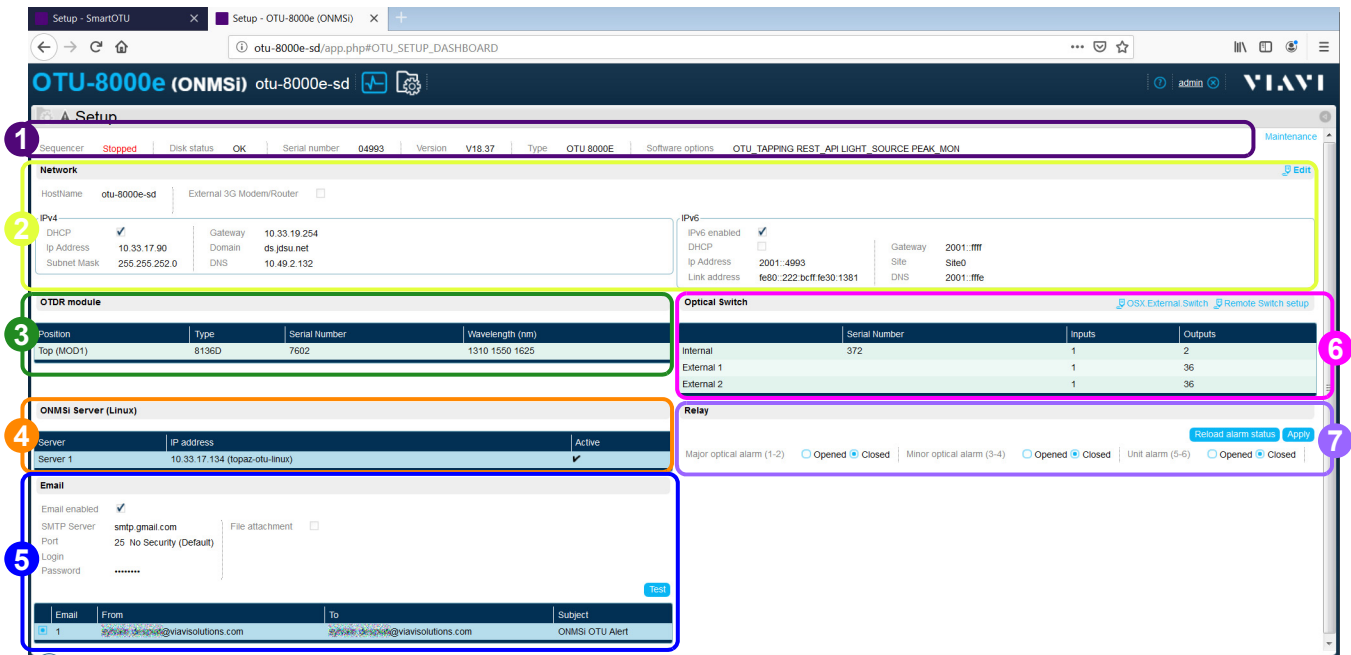 Setup - SmartOTU
Setup - OTU-8000e (ONMSi)
otu-8000e-sd/app.php#OTU_SETUP_DASHBOARD
OTU-8000e (ONMSi) otu-8000e-sd
admin
VIAVI
Setup
1
Maintenance
Sequencer Stopped Disk status OK Serial number 04993 Version V18.37 Type OTU 8000E Software options OTU_TAPPING REST_API LIGHT_SOURCE PEAK_MON
Network
Edit
HostName otu-8000e-sd External 3G Modem/Router
2
IPv4
DHCP Gateway 10.33.19.254
Ip Address 10.33.17.90 Domain ds.jdsu.net
Subnet Mask 255.255.252.0 DNS 10.49.2.132
IPv6
IPv6 enabled
DHCP Gateway 2001::ffff
Ip Address 2001::4993 Site Site0
Link address fe80::222:bcff:fe30:1381 DNS 2001::fffe
OTDR module
3
Position Type Serial Number Wavelength (nm)
Top (MOD1) 8136D 7602 1310 1550 1625
Optical Switch OSX External Switch Remote Switch setup
6
Serial Number Inputs Outputs
Internal 372 1 2
External 1 1 36
External 2 1 36
ONMSi Server (Linux)
4
Server IP address Active
Server 1 10.33.17.134 (topaz-otu-linux)
Relay
7
Reload alarm status Apply
Major optical alarm (1-2) Opened Closed Minor optical alarm (3-4) Opened Closed Unit alarm (5-6) Opened Closed
Email
5
Email enabled
SMTP Server smtp.gmail.com File attachment
Port 25 No Security (Default)
Login
Password ••••••••
Test
Email From To Subject
1 @viavisolutions.com @viavisolutions.com ONMSi OTU Alert